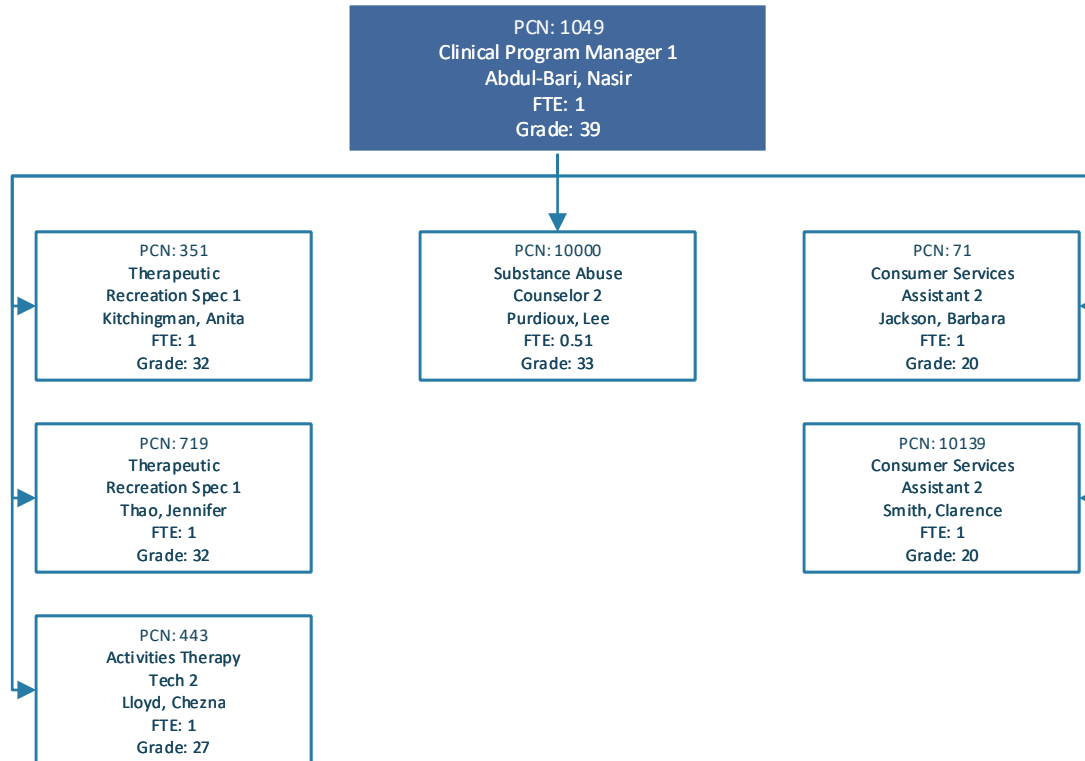 PCN: 1049
Clinical Program Manager 1
Abdul-Bari, Nasir
FTE: 1
Grade: 39
PCN: 351
Therapeutic
Recreation Spec 1
Kitchingman, Anita
FTE: 1
Grade: 32
PCN: 10000
Substance Abuse
Counselor 2
Purdioux, Lee
FTE: 0.51
Grade: 33
PCN: 71
Consumer Services
Assistant 2
Jackson, Barbara
FTE: 1
Grade: 20
PCN: 719
Therapeutic
Recreation Spec 1
Thao, Jennifer
FTE: 1
Grade: 32
PCN: 10139
Consumer Services
Assistant 2
Smith, Clarence
FTE: 1
Grade: 20
PCN: 443
Activities Therapy
Tech 2
Lloyd, Chezna
FTE: 1
Grade: 27